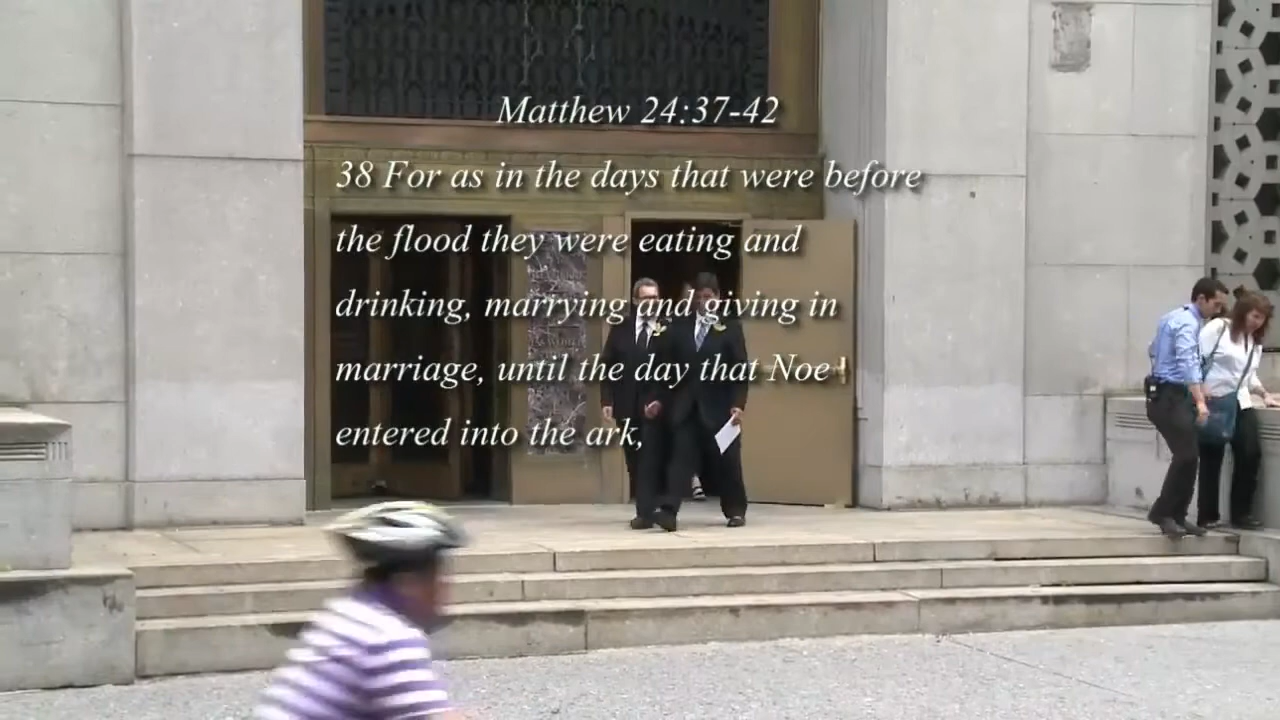 Matthew 24:37-42
38 For as in the days that were before
the flood they were eating and
drinking, marrying and giving in
marriage, until the day that Noe
entered into the ark,